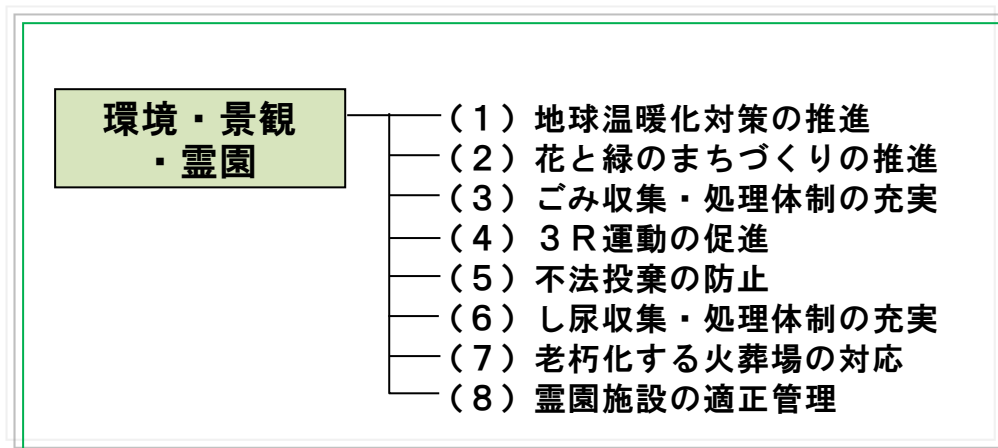 環境・景観
・霊園
（１）地球温暖化対策の推進
（２）花と緑のまちづくりの推進
（３）ごみ収集・処理体制の充実
（４）３Ｒ運動の促進
（５）不法投棄の防止
（６）し尿収集・処理体制の充実
（７）老朽化する火葬場の対応
（８）霊園施設の適正管理